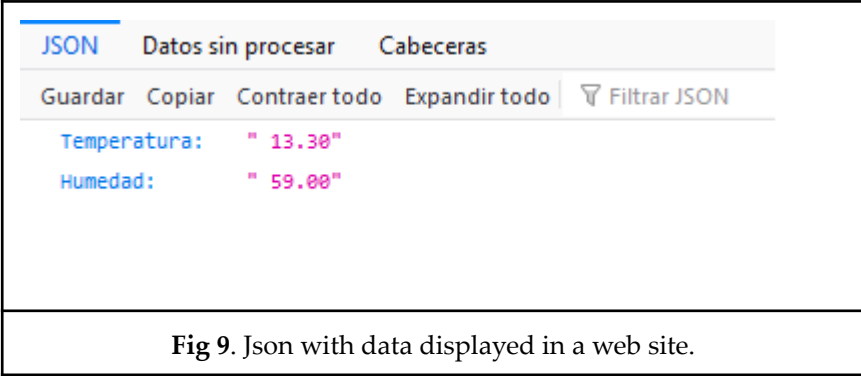 JSON Datos sin procesar Cabeceras
Guardar Copiar Contraer todo Expandir todo Filtrar JSON
Temperatura: " 13.30"
Humedad: " 59.00"
Fig 9. Json with data displayed in a web site.